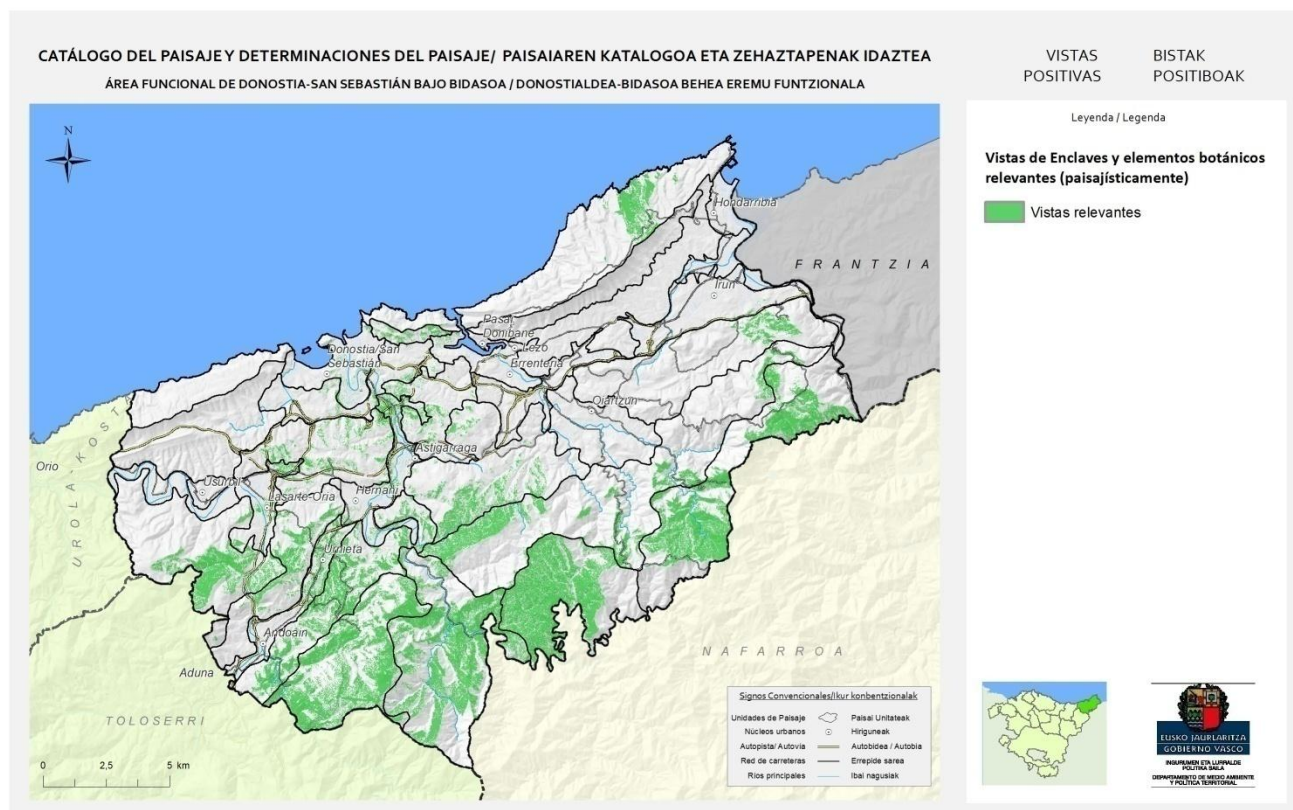 CATÁLOGO DEL PAISAJE Y DETERMINACIONES DEL PAISAJE/ PAISAIAREN KATALOGOA ETA ZEHAZTAPENAK IDAZTEA
ÁREA FUNCIONAL DE DONOSTIA-SAN SEBASTIÁN BAJO BIDASOA / DONOSTIALDEA-BIDASOA BEHEA EREMU FUNTZIONALA
VISTAS POSITIVAS
BISTAK POSITIBOAK
Leyenda / Legenda
Vistas de Enclaves y elementos botánicos
relevantes (paisajísticamente)
Vistas relevantes
N
Hondarribia
FRANTZIA
Irun
Pasai
Donibane
Lezo
Errenteria
Donostia/San
Sebastián
Oiartzun
Astigarraga
Orio
UROLA-KOSTA
Usurbil
Lasarte-Oria
Hernani
Urnieta
Andoain
Aduna
NAFARROA
TOLOSERRI
0 2,5 5 km
Signos Convencionales/Ikur konbentzionalak
Unidades de Paisaje Paisai Unitateak
Núcleos urbanos Hiriguneak
Autopista/ Autovía Autobidea / Autobia
Red de carreteras Errepide sarea
Ríos principales Ibai nagusiak
EUSKO JAURLARITZA
GOBIERNO VASCO
INGURUMEN ETA LURRALDE
POLITIKA SAILA
DEPARTAMENTO DE MEDIO AMBIENTE
Y POLÍTICA TERRITORIAL